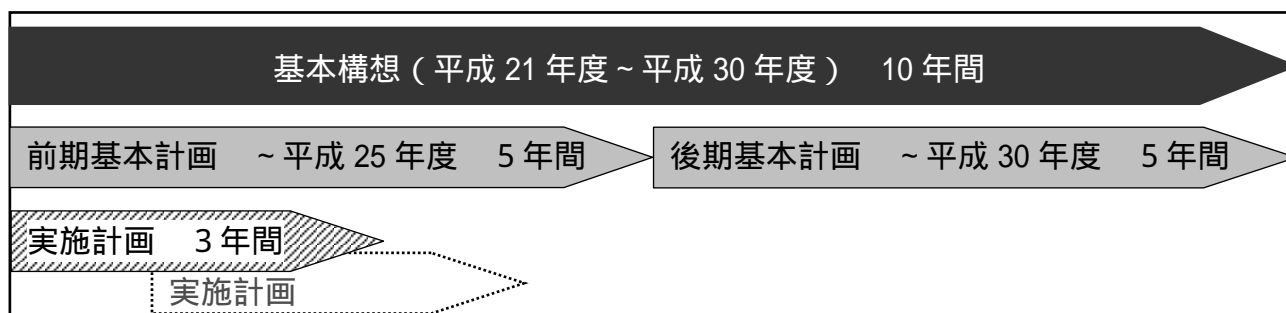 基本構想(平成 21 年度~平成 30 年度) 10 年間
前期基本計画 ~平成 25 年度 5 年間
後期基本計画 ~平成 30 年度 5 年間
実施計画 3 年間
実施計画